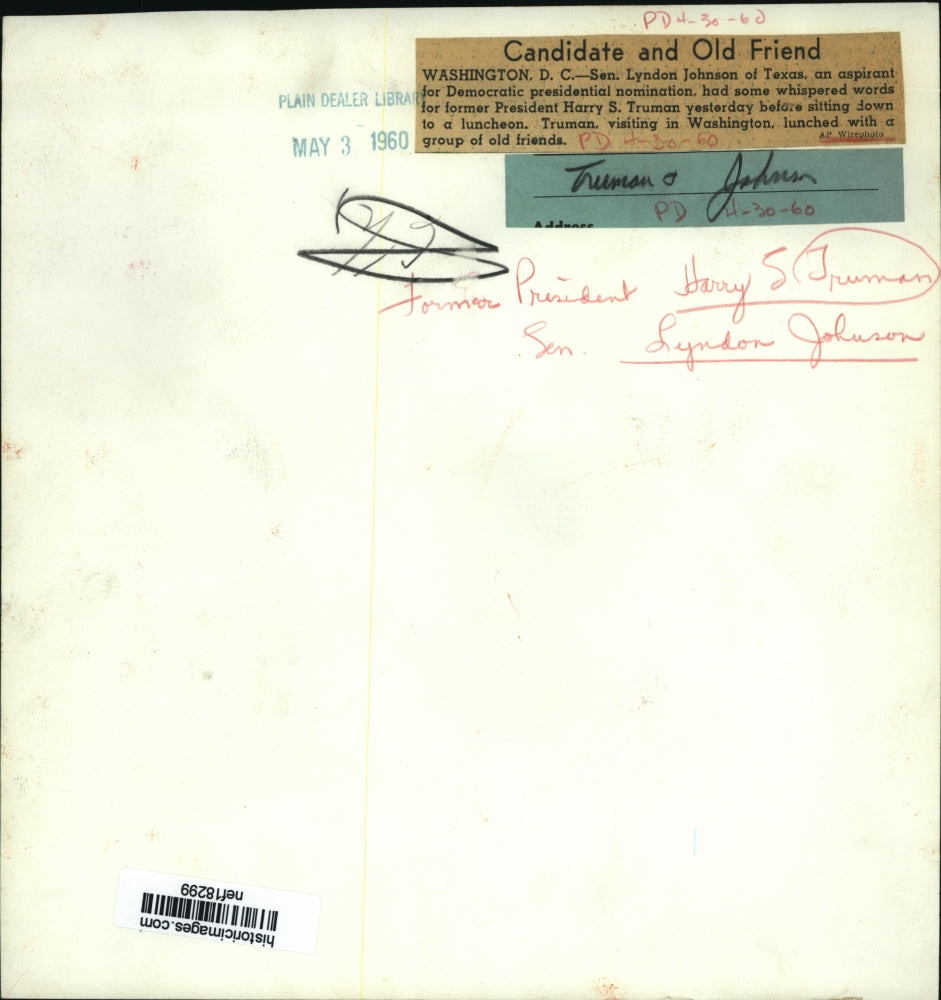 PD 4-30-60
Candidate and Old Friend
WASHINGTON, D. C.—Sen. Lyndon Johnson of Texas, an aspirant
for Democratic presidential nomination, had some whispered words
for former President Harry S. Truman yesterday before sitting down
to a luncheon. Truman, visiting in Washington, lunched with a
group of old friends. PD 4-30-60 AP Wirephoto
PLAIN DEALER LIBRAR
MAY 3 1960
Truman & Johnson
PD 4-30-60
Address
Former President Harry S Truman
Sen. Lyndon Johnson
historicimages.com
nef18299